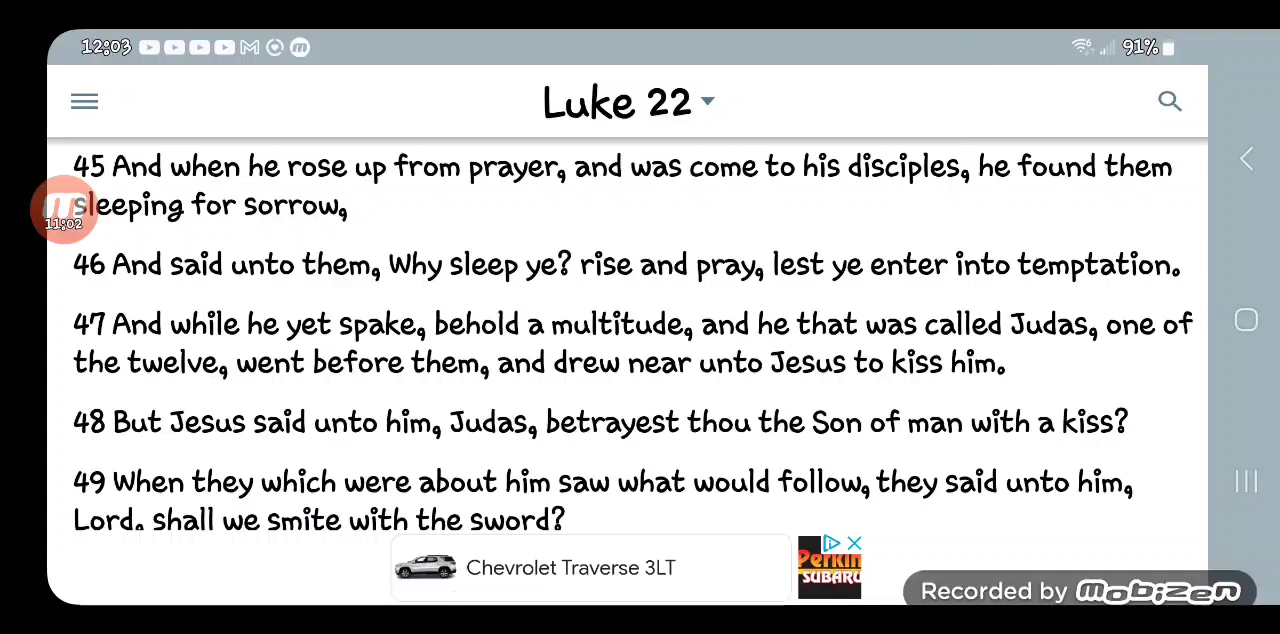 12:03
91%
Luke 22
45 And when he rose up from prayer, and was come to his disciples, he found them
sleeping for sorrow,
11:02
46 And said unto them, Why sleep ye? rise and pray, lest ye enter into temptation.
47 And while he yet spake, behold a multitude, and he that was called Judas, one of
the twelve, went before them, and drew near unto Jesus to kiss him.
48 But Jesus said unto him, Judas, betrayest thou the Son of man with a kiss?
49 When they which were about him saw what would follow, they said unto him,
Lord, shall we smite with the sword?
Chevrolet Traverse 3LT
Perkin
SUBARU
Recorded by Mobizen